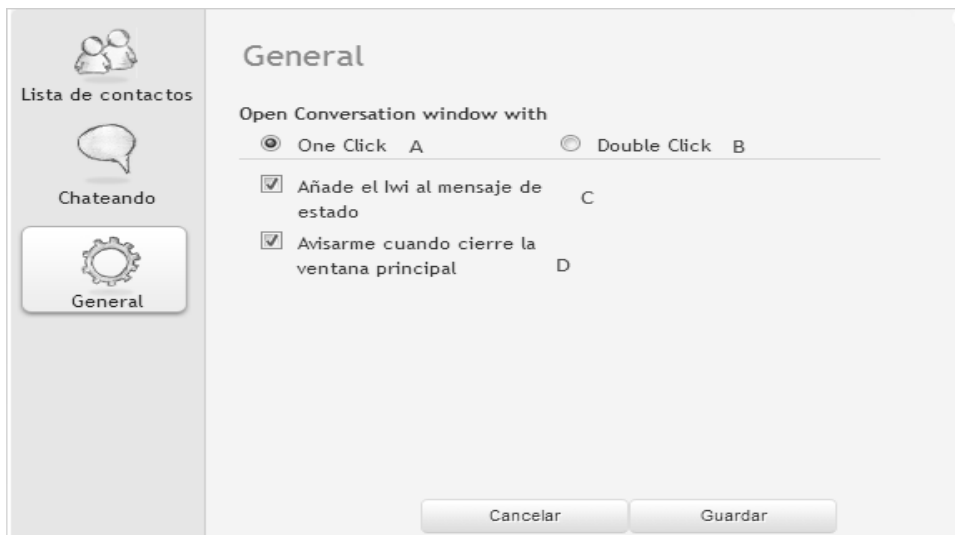 Lista de contactos
Chateando
General
General
Open Conversation window with
One Click A Double Click B
Añade el Iwi al mensaje de
estado
C
Avisarme cuando cierre la
ventana principal D
Cancelar Guardar